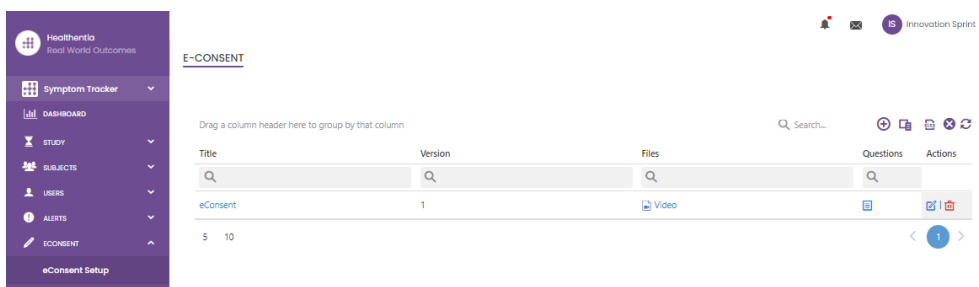 Healthentia
Real World Outcomes
IS Innovation Sprint
E-CONSENT
Symptom Tracker
DASHBOARD
STUDY
SUBJECTS
USERS
ALERTS
ECONSENT
eConsent Setup
Drag a column header here to group by that column
Search...
Title Version Files Questions Actions
eConsent 1 Video
5 10
1